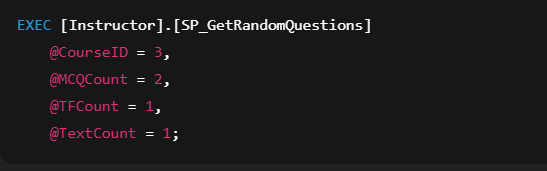 EXEC [Instructor].[SP_GetRandomQuestions]
@CourseID = 3,
@MCQCount = 2,
@TFCount = 1,
@TextCount = 1;